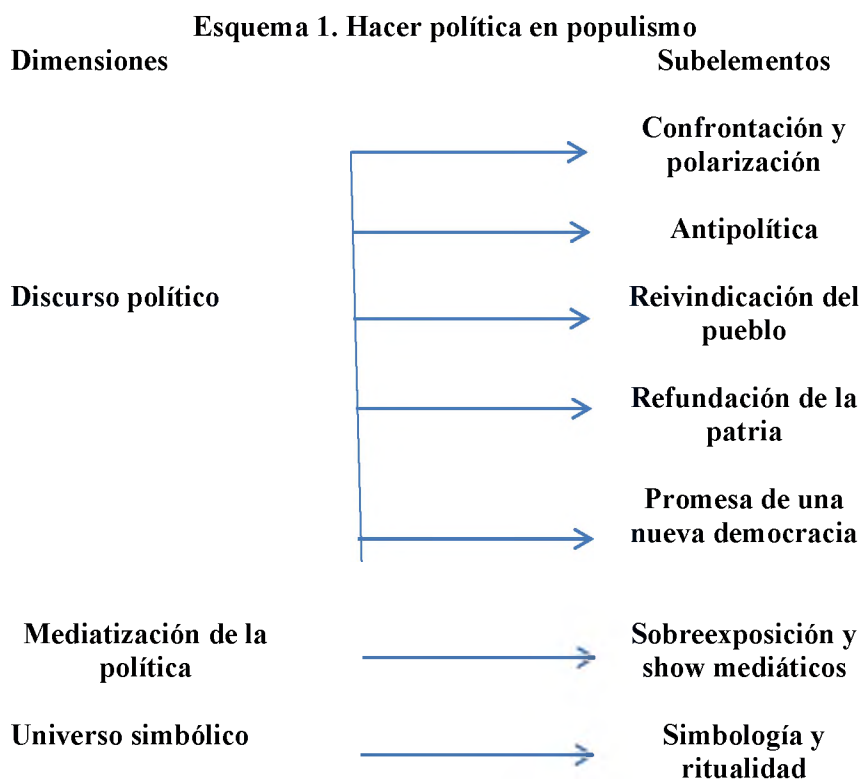 Esquema 1. Hacer política en populismo
Dimensiones
Subelementos
Discurso político
Confrontación y
polarización
Antipolítica
Reivindicación del
pueblo
Refundación de la
patria
Promesa de una
nueva democracia
Mediatización de la
política
Sobreexposición y
show mediáticos
Universo simbólico
Simbología y
ritualidad